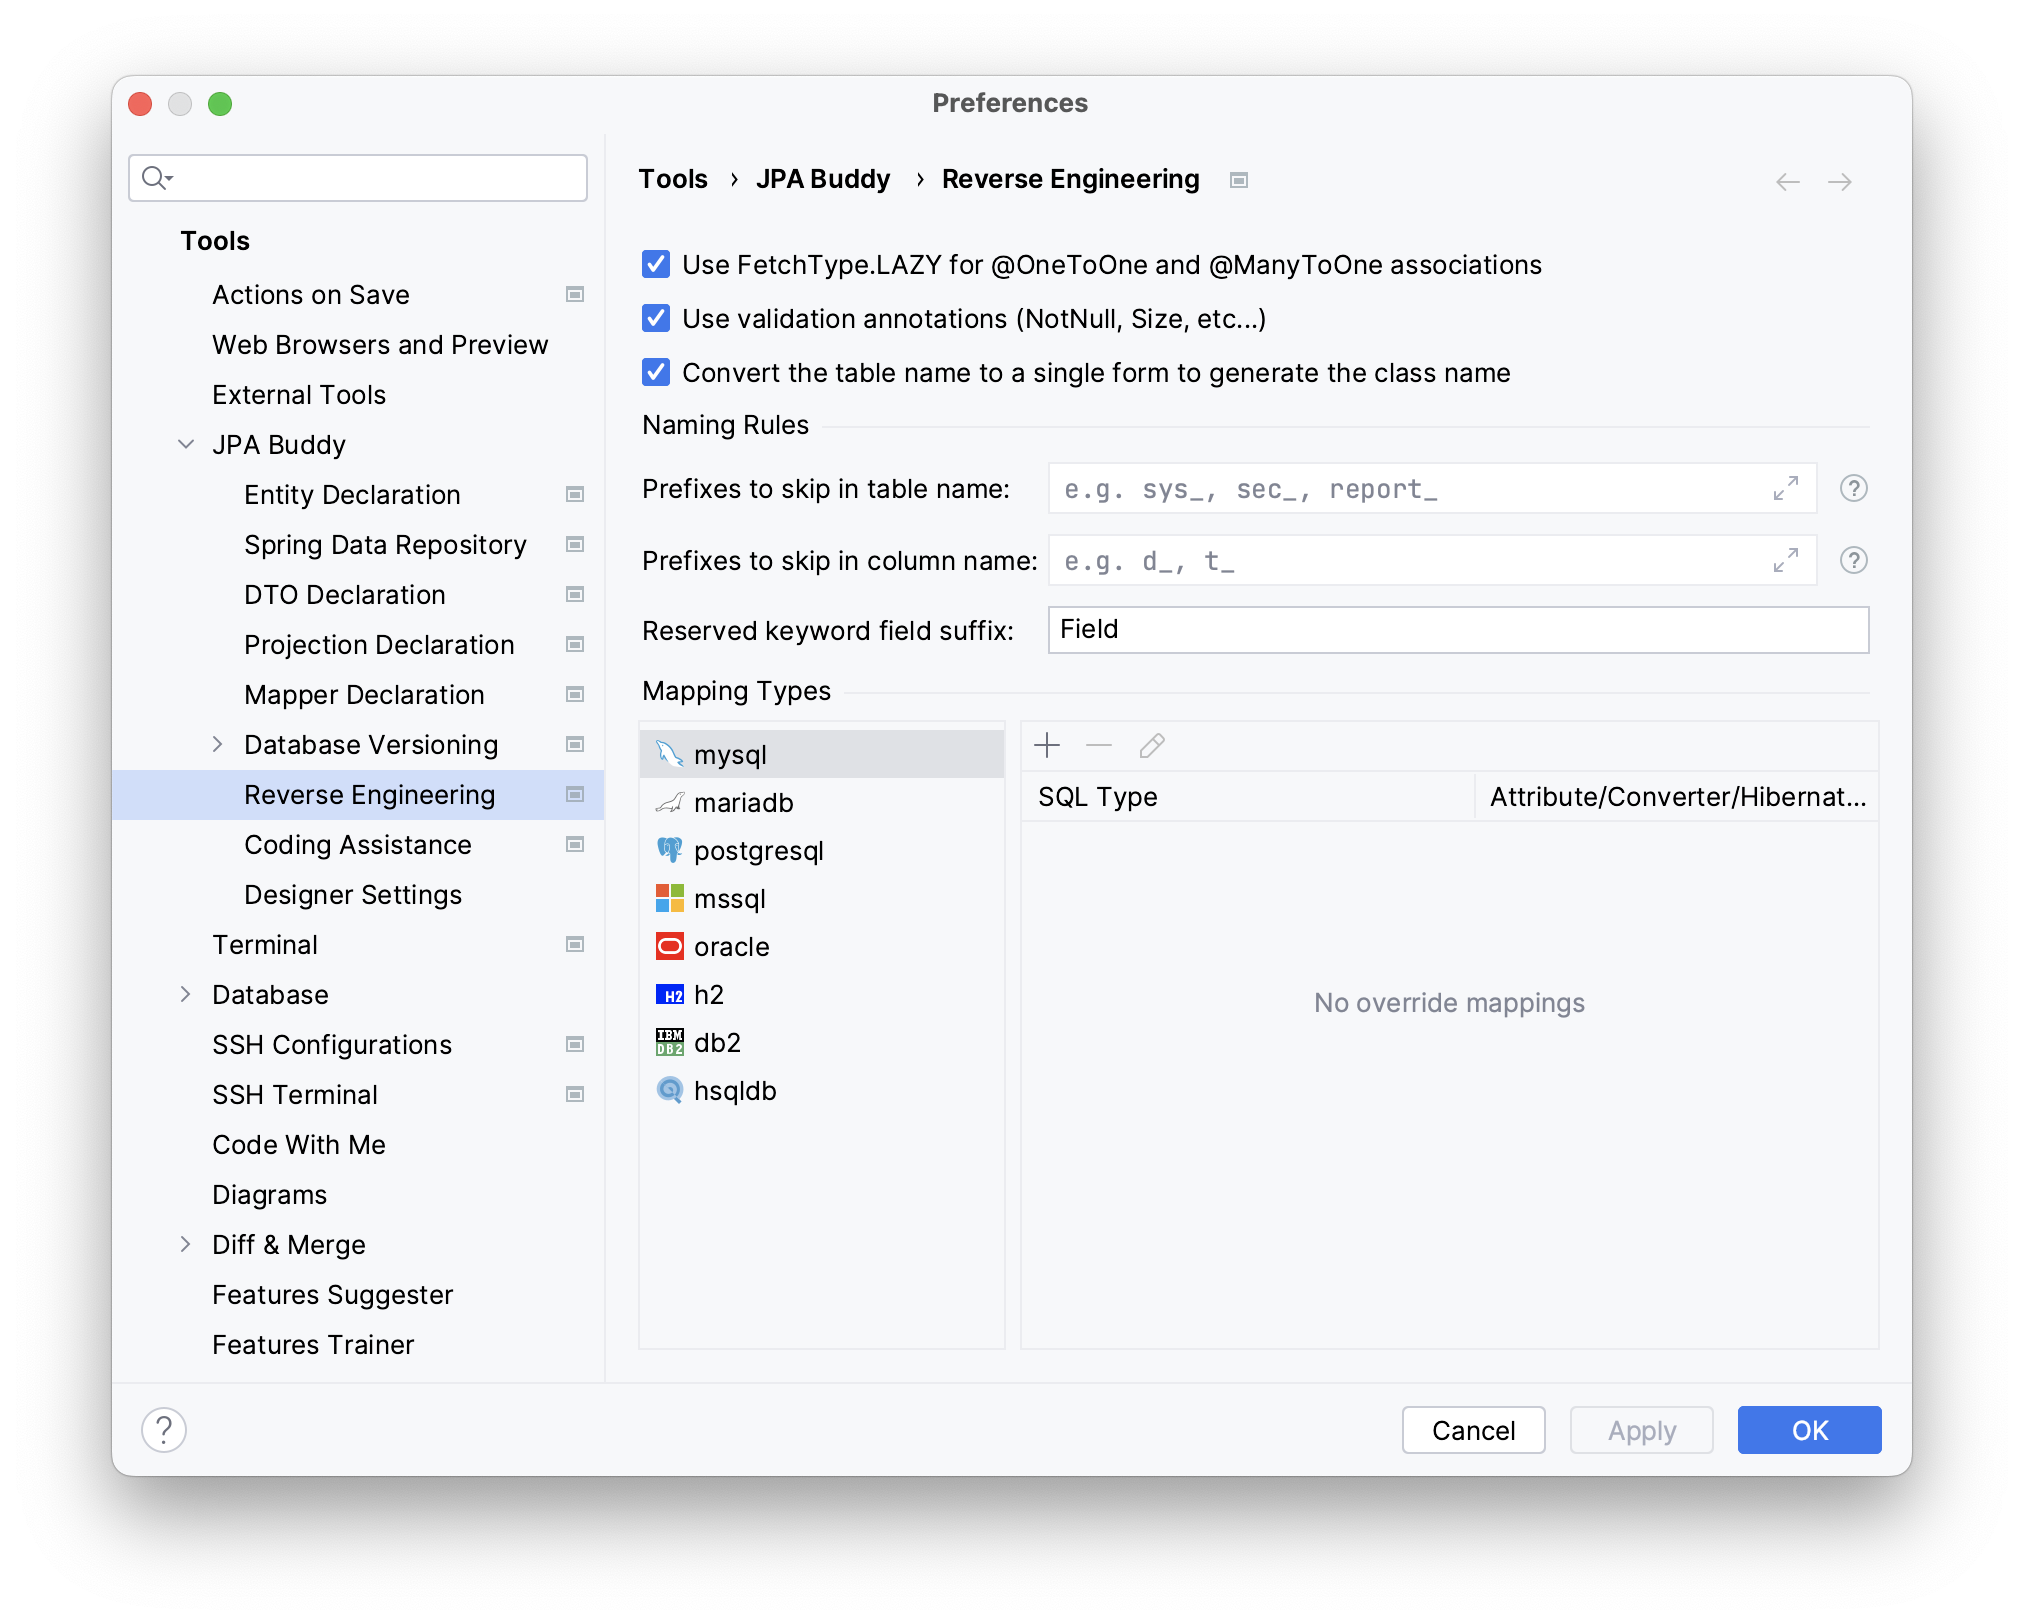 Preferences
Tools
Actions on Save
Web Browsers and Preview
External Tools
JPA Buddy
Entity Declaration
Spring Data Repository
DTO Declaration
Projection Declaration
Mapper Declaration
Database Versioning
Reverse Engineering
Coding Assistance
Designer Settings
Terminal
Database
SSH Configurations
SSH Terminal
Code With Me
Diagrams
Diff & Merge
Features Suggester
Features Trainer
Tools › JPA Buddy › Reverse Engineering
Use FetchType.LAZY for @OneToOne and @ManyToOne associations
Use validation annotations (NotNull, Size, etc...)
Convert the table name to a single form to generate the class name
Naming Rules
Prefixes to skip in table name: e.g. sys_, sec_, report_ ?
Prefixes to skip in column name: e.g. d_, t_ ?
Reserved keyword field suffix: Field
Mapping Types
mysql
mariadb
postgresql
mssql
oracle
H2 h2
IBM DB2 db2
hsqldb
SQL Type Attribute/Converter/Hibernat...
No override mappings
? Cancel Apply OK